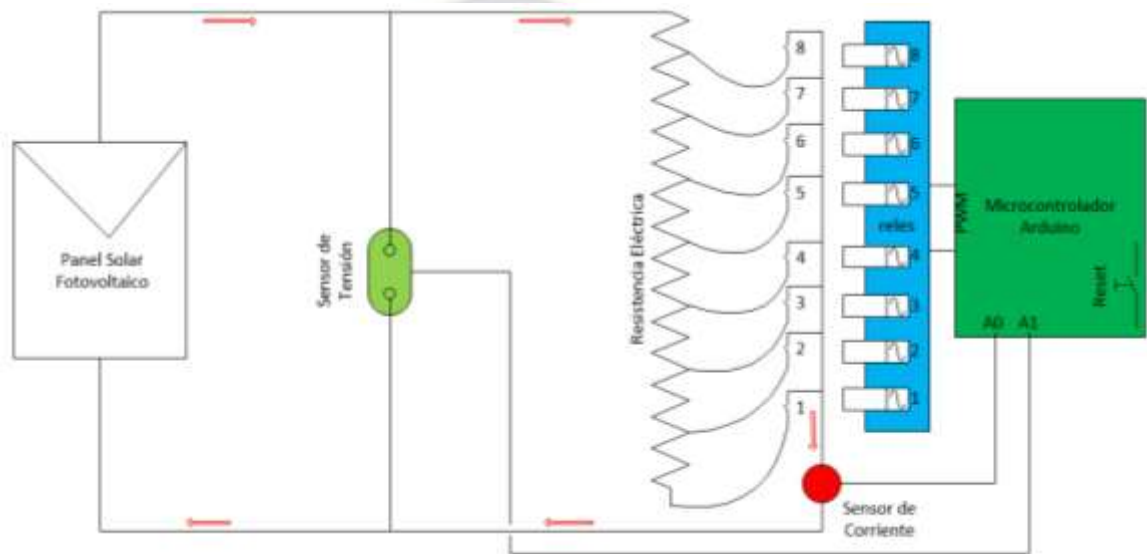 Panel Solar
Fotovoltaico
Sensor de
Tensión
Resistencia Eléctrica
8
7
6
5
4
3
2
1
8
7
6
5
reles
4
3
2
1
PWM
Microcontrolador
Arduino
Reset
A0 A1
Sensor de
Corriente